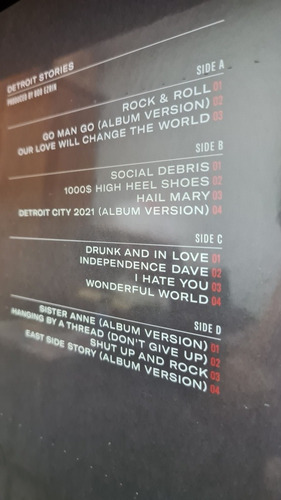 DETROIT STORIES
PRODUCED BY BOB EZRIN
SIDE A
ROCK & ROLL 01
GO MAN GO (ALBUM VERSION) 02
OUR LOVE WILL CHANGE THE WORLD 03
SIDE B
SOCIAL DEBRIS 01
1000$ HIGH HEEL SHOES 02
HAIL MARY 03
DETROIT CITY 2021 (ALBUM VERSION) 04
SIDE C
DRUNK AND IN LOVE 01
INDEPENDENCE DAVE 02
I HATE YOU 03
WONDERFUL WORLD 04
SIDE D
SISTER ANNE (ALBUM VERSION) 01
HANGING BY A THREAD (DON'T GIVE UP) 02
SHUT UP AND ROCK 03
EAST SIDE STORY (ALBUM VERSION) 04